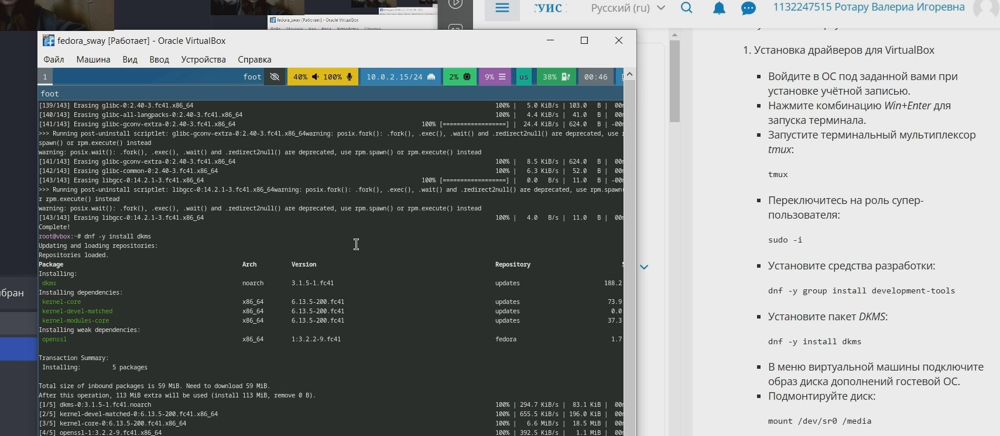 ТУИС
Русский (ru)
1132247515 Ротару Валериа Игоревна
fedora_sway [Работает] - Oracle VirtualBox
fedora_sway [Работает] - Oracle VirtualBox
Файл Машина Вид Ввод Устройства Справка
1 foot 40% 100% 10.0.2.15/24 2% 9% us 38% 00:46
foot
[139/143] Erasing glibc-0:2.40-3.fc41.x86_64 100% | 5.0 KiB/s | 103.0 B | 00m
[140/143] Erasing glibc-all-langpacks-0:2.40-3.fc41.x86_64 100% | 4.4 KiB/s | 41.0 B | 00m
[141/143] Erasing glibc-gconv-extra-0:2.40-3.fc41.x86_64 100% [==================] | 24.4 KiB/s | 624.0 B | -00m
>>> Running post-uninstall scriptlet: glibc-gconv-extra-0:2.40-3.fc41.x86_64warning: posix.fork(): .fork(), .exec(), .wait() and .redirect2null() are deprecated, use r
spawn() or rpm.execute() instead
warning: posix.wait(): .fork(), .exec(), .wait() and .redirect2null() are deprecated, use rpm.spawn() or rpm.execute() instead
[141/143] Erasing glibc-gconv-extra-0:2.40-3.fc41.x86_64 100% | 8.5 KiB/s | 624.0 B | 00m
[142/143] Erasing glibc-common-0:2.40-3.fc41.x86_64 100% | 6.3 KiB/s | 52.0 B | 00m
[143/143] Erasing libgcc-0:14.2.1-3.fc41.x86_64 100% [==================] | 0.0 B/s | 11.0 B | -00m
>>> Running post-uninstall scriptlet: libgcc-0:14.2.1-3.fc41.x86_64warning: posix.fork(): .fork(), .exec(), .wait() and .redirect2null() are deprecated, use rpm.spawn(
r rpm.execute() instead
warning: posix.wait(): .fork(), .exec(), .wait() and .redirect2null() are deprecated, use rpm.spawn() or rpm.execute() instead
[143/143] Erasing libgcc-0:14.2.1-3.fc41.x86_64 100% | 4.0 B/s | 11.0 B | 00m
Complete!
root@vbox:~# dnf -y install dkms
Updating and loading repositories:
Repositories loaded.
Package Arch Version Repository S
Installing:
dkms noarch 3.1.5-1.fc41 updates 188.2
Installing dependencies:
kernel-core x86_64 6.13.5-200.fc41 updates 73.9
kernel-devel-matched x86_64 6.13.5-200.fc41 updates 0.0
kernel-modules-core x86_64 6.13.5-200.fc41 updates 37.3
Installing weak dependencies:
openssl x86_64 1:3.2.2-9.fc41 fedora 1.7
Transaction Summary:
Installing: 5 packages
Total size of inbound packages is 59 MiB. Need to download 59 MiB.
After this operation, 113 MiB extra will be used (install 113 MiB, remove 0 B).
[1/5] dkms-0:3.1.5-1.fc41.noarch 100% | 294.7 KiB/s | 83.1 KiB | 00m
[2/5] kernel-devel-matched-0:6.13.5-200.fc41.x86_64 100% | 655.5 KiB/s | 196.0 KiB | 00m
[3/5] kernel-core-0:6.13.5-200.fc41.x86_64 100% | 6.6 MiB/s | 18.5 MiB | 00m
[4/5] openssl-1:3.2.2-9.fc41.x86_64 100% | 392.5 KiB/s | 1.1 MiB | 00m
бран
1. Установка драйверов для VirtualBox
Войдите в ОС под заданной вами при
установке учётной записью.
Нажмите комбинацию Win+Enter для
запуска терминала.
Запустите терминальный мультиплексор
tmux:
tmux
Переключитесь на роль супер-
пользователя:
sudo -i
Установите средства разработки:
dnf -y group install development-tools
Установите пакет DKMS:
dnf -y install dkms
В меню виртуальной машины подключите
образ диска дополнений гостевой ОС.
Подмонтируйте диск:
mount /dev/sr0 /media